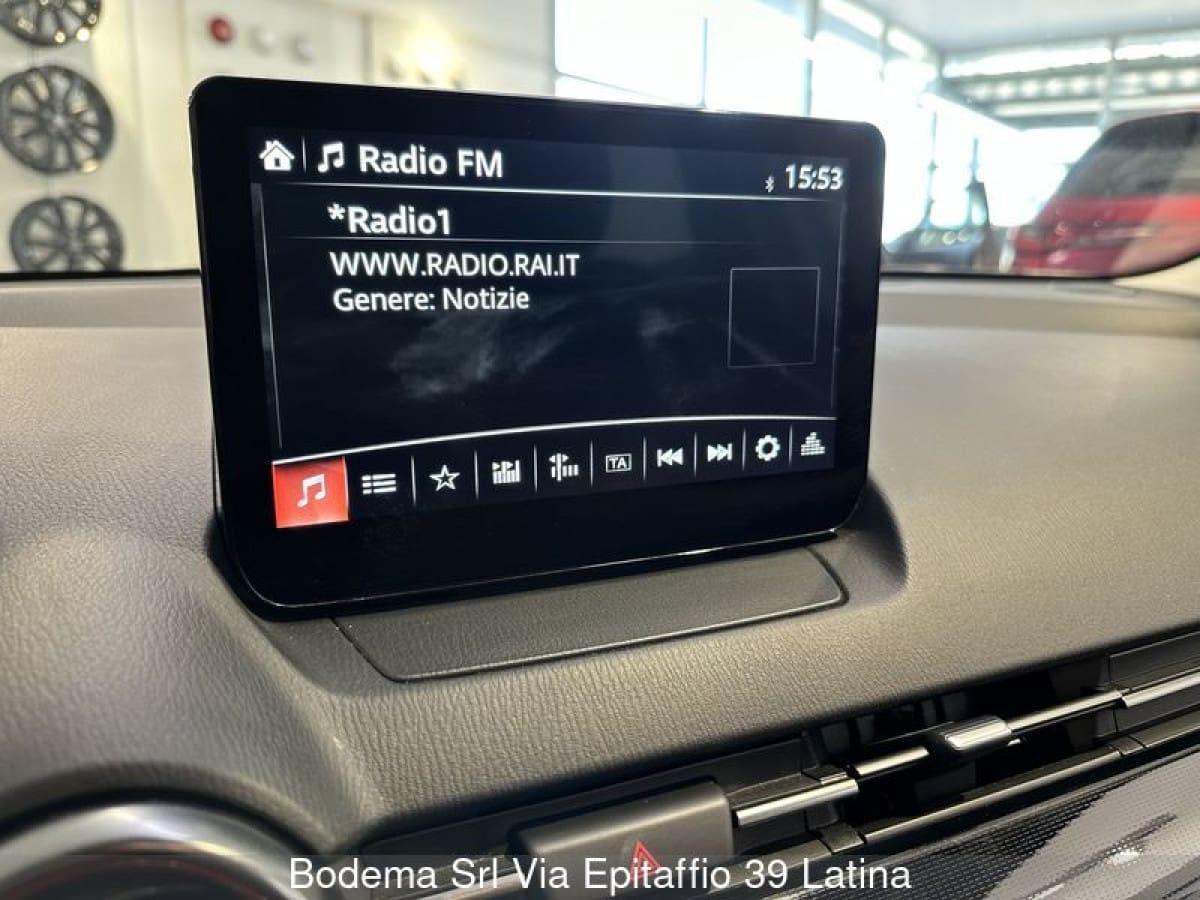 Radio FM
15:53
*Radio1
WWW.RADIO.RAI.IT
Genere: Notizie
TA
Bodema Srl Via Epitaffio 39 Latina